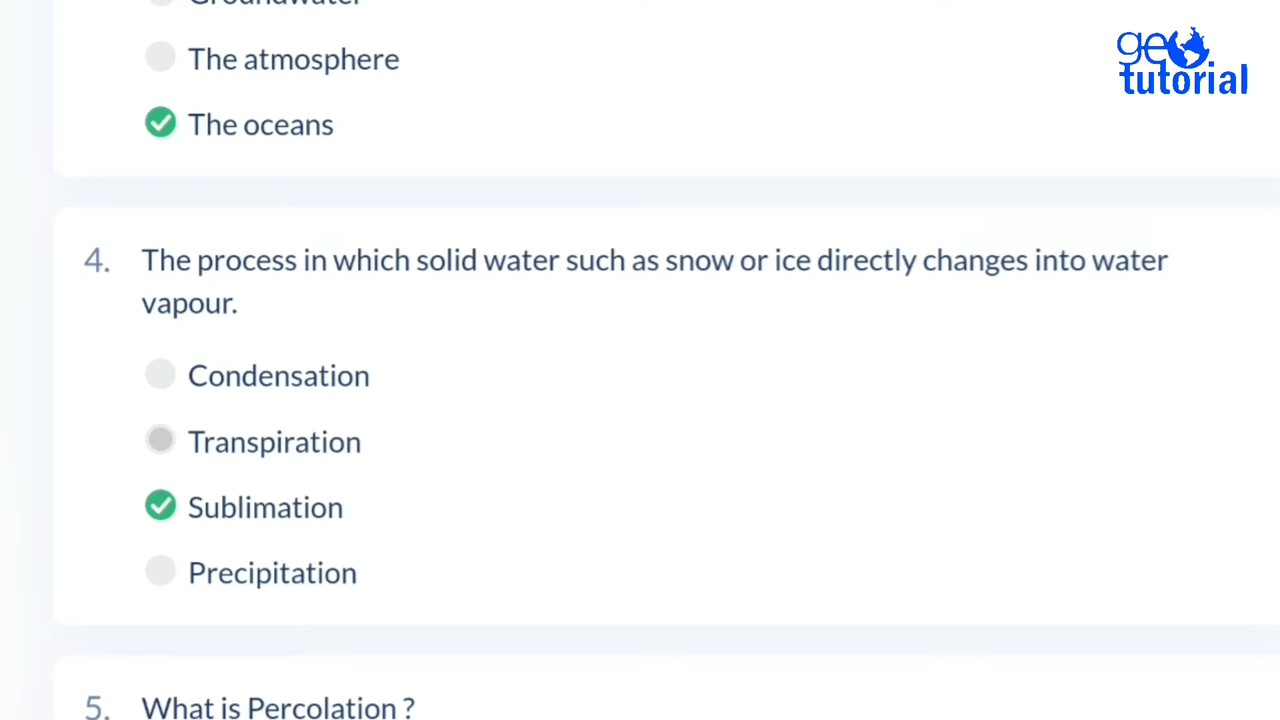 Groundwater
The atmosphere
The oceans
geo
tutorial
4. The process in which solid water such as snow or ice directly changes into water
vapour.
Condensation
Transpiration
Sublimation
Precipitation
5. What is Percolation ?